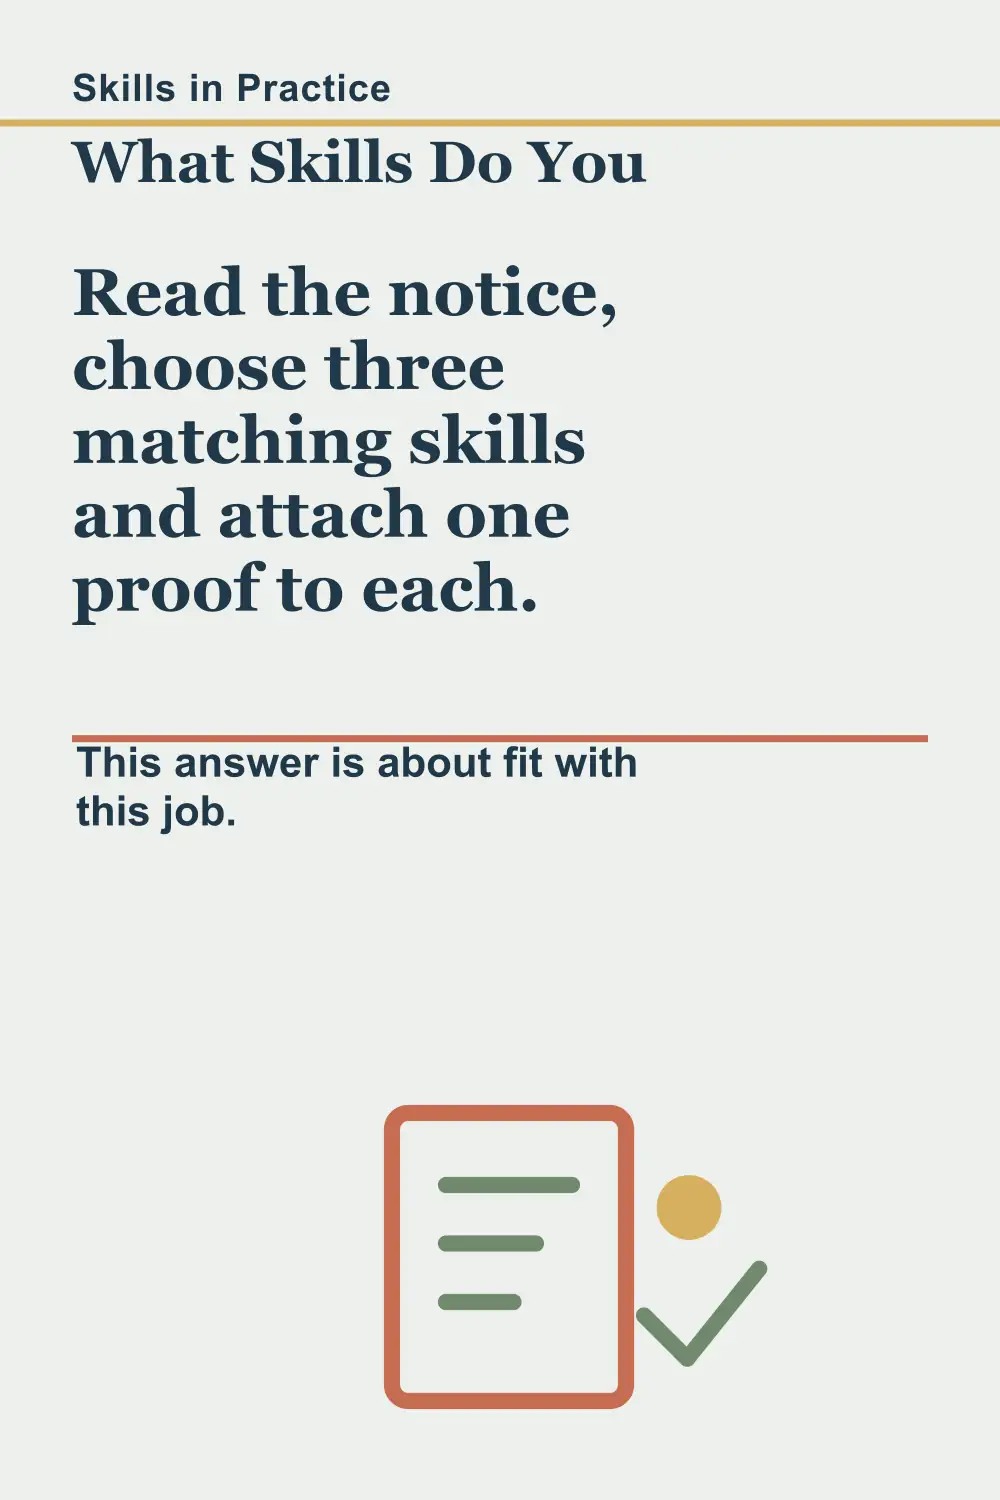 Skills in Practice
What Skills Do You
Read the notice,
choose three
matching skills
and attach one
proof to each.
This answer is about fit with
this job.